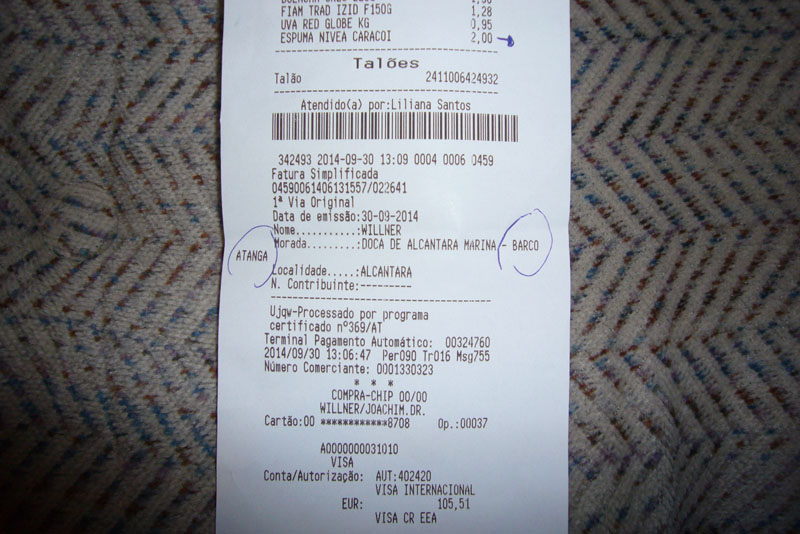 FIAM TRAD IZID F150G 1,28
UVA RED GLOBE KG 0,95
ESPUMA NIVEA CARACOI 2,00
Talões
Talão 2411006424932
Atendido(a) por:Liliana Santos
342493 2014-09-30 13:09 0004 0006 0459
Fatura Simplificada
04590061406131557/022641
1ª Via Original
Data de emissão:30-09-2014
Nome..........:WILLNER
Morada........:DOCA DE ALCANTARA MARINA - BARCO
ATANGA
Localidade.....:ALCANTARA
N. Contribuinte:---------
Ujqw-Processado por programa
certificado nº369/AT
Terminal Pagamento Automático: 00324760
2014/09/30 13:06:47 Per090 Tr016 Msg755
Número Comerciante: 0001330323
* * *
COMPRA-CHIP 00/00
WILLNER/JOACHIM.DR.
Cartão:00 ************8708 Op.:00037
A0000000031010
VISA
Conta/Autorização: AUT:402420
VISA INTERNACIONAL
EUR: 105,51
VISA CR EEA